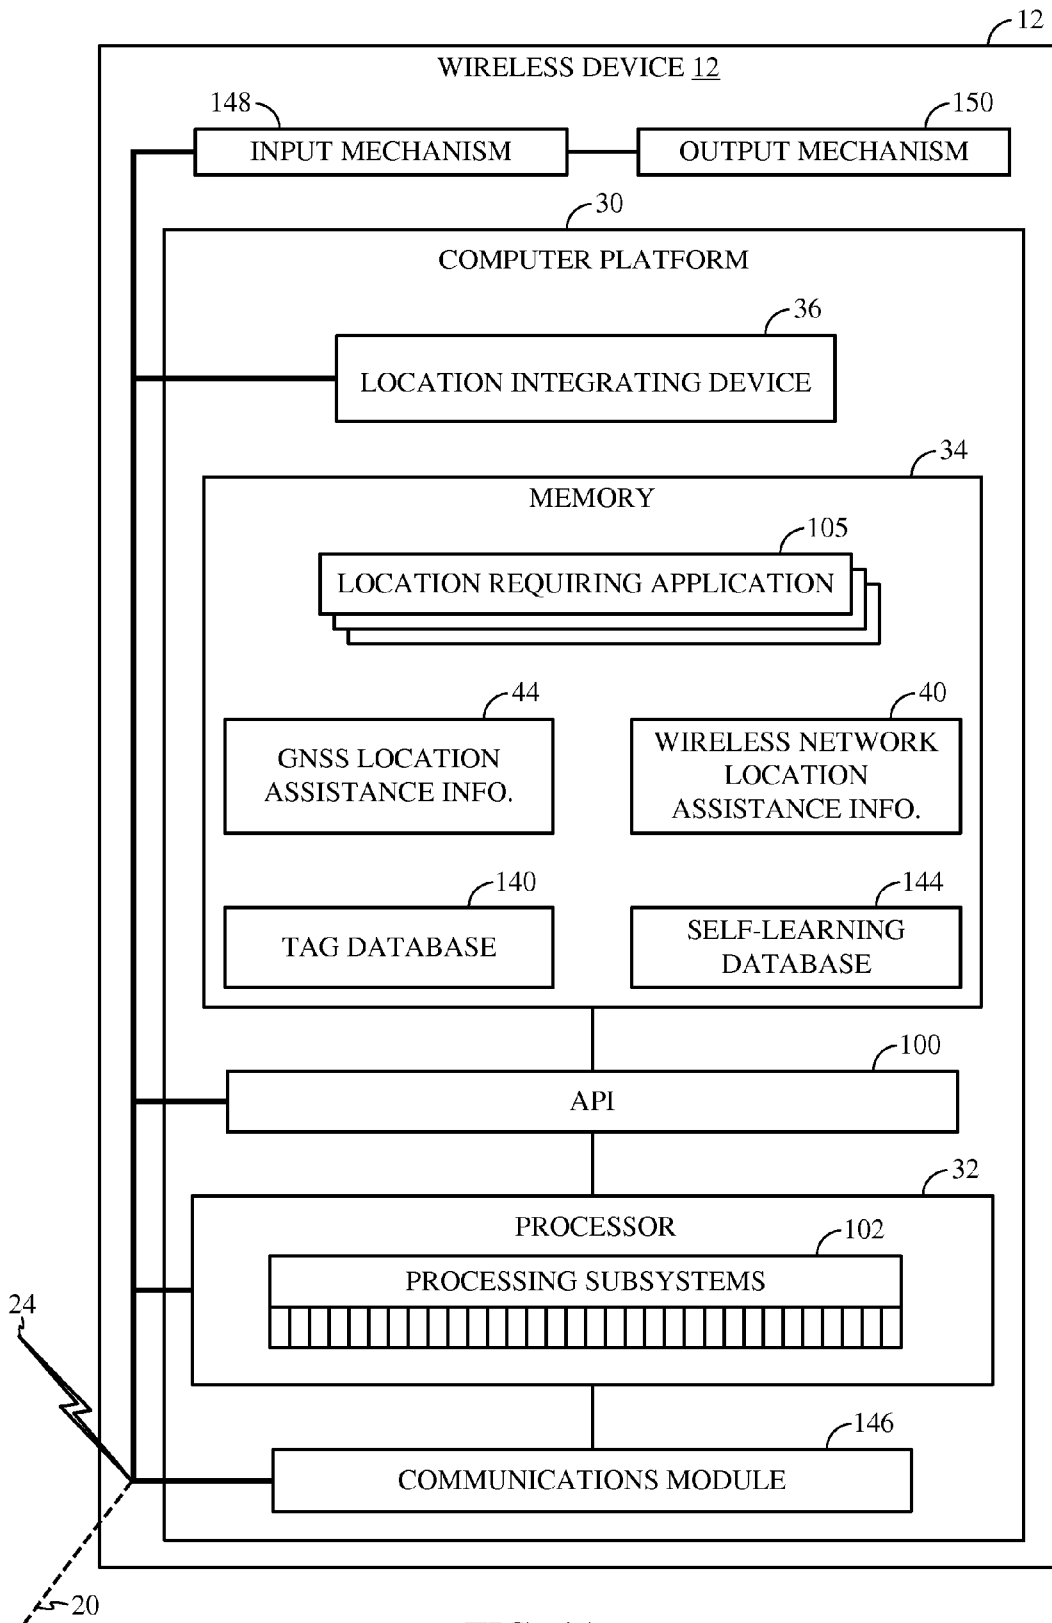 12
WIRELESS DEVICE 12
148
150
INPUT MECHANISM
OUTPUT MECHANISM
30
COMPUTER PLATFORM
36
LOCATION INTEGRATING DEVICE
34
MEMORY
105
LOCATION REQUIRING APPLICATION
44
40
GNSS LOCATION
ASSISTANCE INFO.
WIRELESS NETWORK
LOCATION
ASSISTANCE INFO.
140
144
TAG DATABASE
SELF-LEARNING
DATABASE
100
API
32
PROCESSOR
102
PROCESSING SUBSYSTEMS
24
146
COMMUNICATIONS MODULE
20